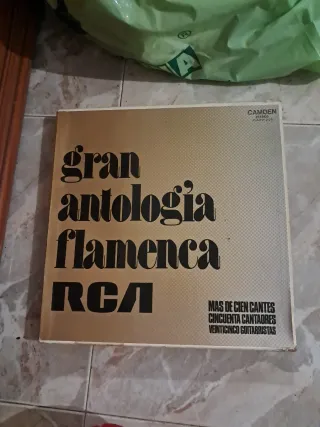 CAMDEN
gran
antología
flamenca
RCA
MAS DE CIEN CANTES
CINCUENTA CANTAORES
VEINTICINCO GUITARRISTAS